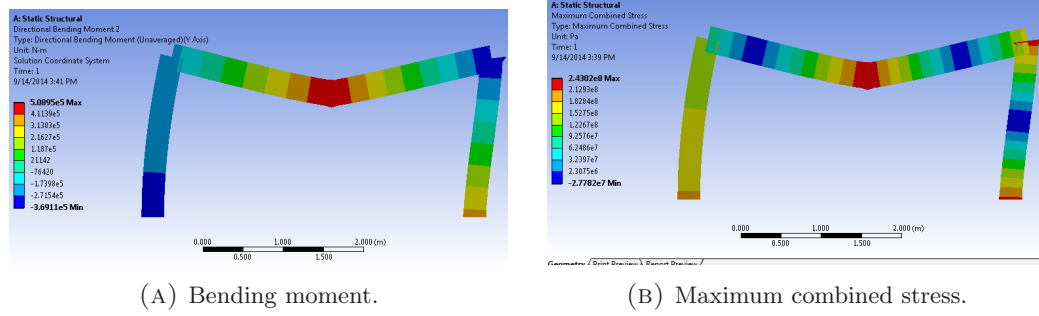 A: Static Structural
Directional Bending Moment 2
Type: Directional Bending Moment (Unaveraged)(Y Axis)
Unit: N·m
Solution Coordinate System
Time: 1
9/14/2014 3:41 PM
5.0895e5 Max
4.1139e5
3.1383e5
2.1627e5
1.187e5
21142
-76420
-1.7398e5
-2.7154e5
-3.6911e5 Min
0.000 1.000 2.000 (m)
0.500 1.500
(A) Bending moment.
A: Static Structural
Maximum Combined Stress
Type: Maximum Combined Stress
Unit: Pa
Time: 1
9/14/2014 3:39 PM
2.4302e8 Max
2.1293e8
1.8284e8
1.5275e8
1.2267e8
9.2576e7
6.2486e7
3.2397e7
2.3075e6
-2.7782e7 Min
0.000 1.000 2.000 (m)
0.500 1.500
Geometry Print Preview Report Preview
(B) Maximum combined stress.